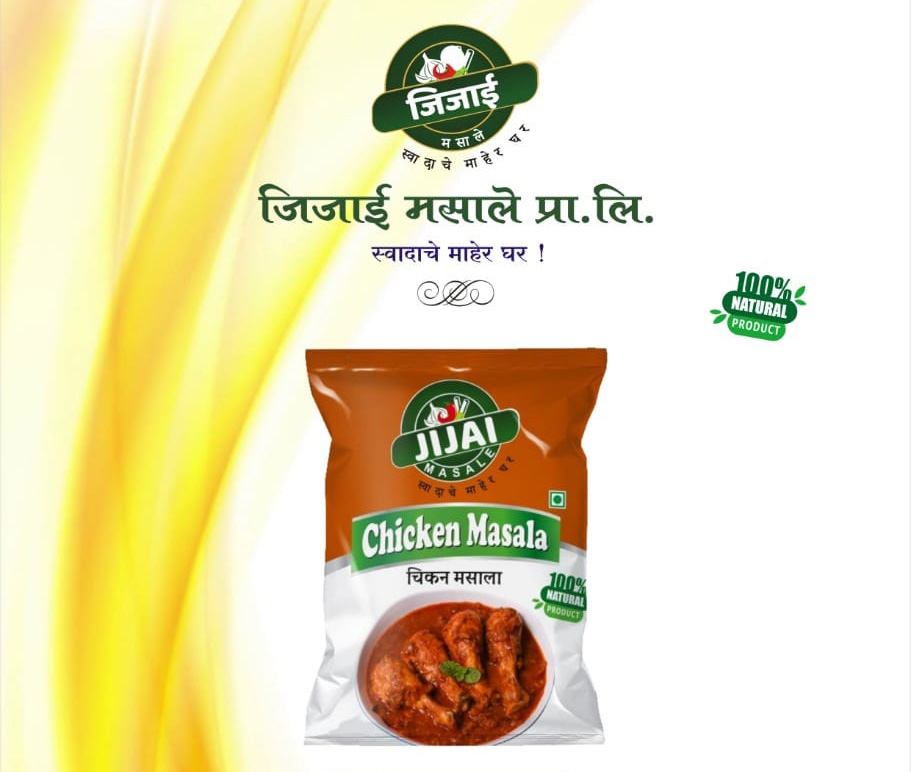 जिजाई
मसाले
स्वादाचे माहेर घर
जिजाई मसाले प्रा.लि.
स्वादाचे माहेर घर !
100%
NATURAL
PRODUCT
JIJAI
MASALE
स्वादाचे माहेर घर
Chicken Masala
चिकन मसाला
100%
NATURAL
PRODUCT